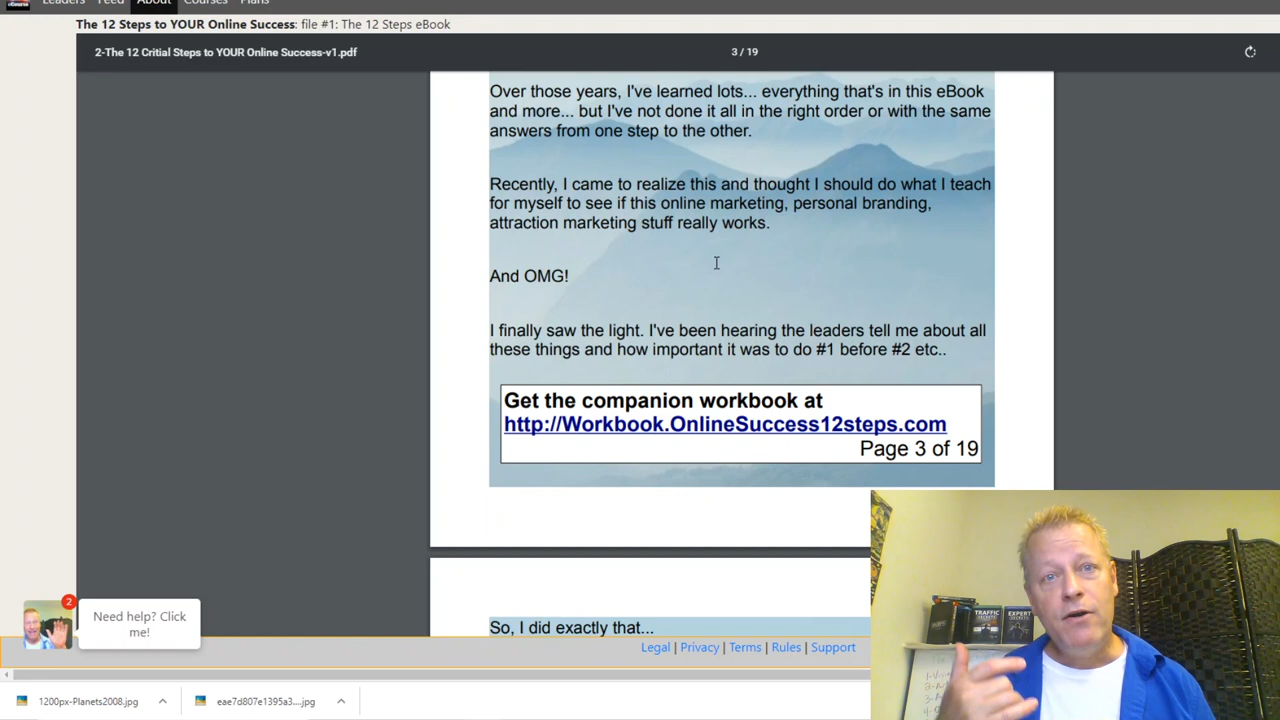 Leaders Feed About Courses Plans
The 12 Steps to YOUR Online Success: file #1: The 12 Steps eBook
2-The 12 Critial Steps to YOUR Online Success-v1.pdf
3 / 19
Over those years, I've learned lots... everything that's in this eBook
and more... but I've not done it all in the right order or with the same
answers from one step to the other.
Recently, I came to realize this and thought I should do what I teach
for myself to see if this online marketing, personal branding,
attraction marketing stuff really works.
And OMG!
I finally saw the light. I've been hearing the leaders tell me about all
these things and how important it was to do #1 before #2 etc..
Get the companion workbook at
http://Workbook.OnlineSuccess12steps.com
Page 3 of 19
So, I did exactly that...
2
Need help? Click
me!
Legal | Privacy | Terms | Rules | Support
1200px-Planets2008.jpg
eae7d807e1395a3....jpg
TRAFFIC
EXPERT